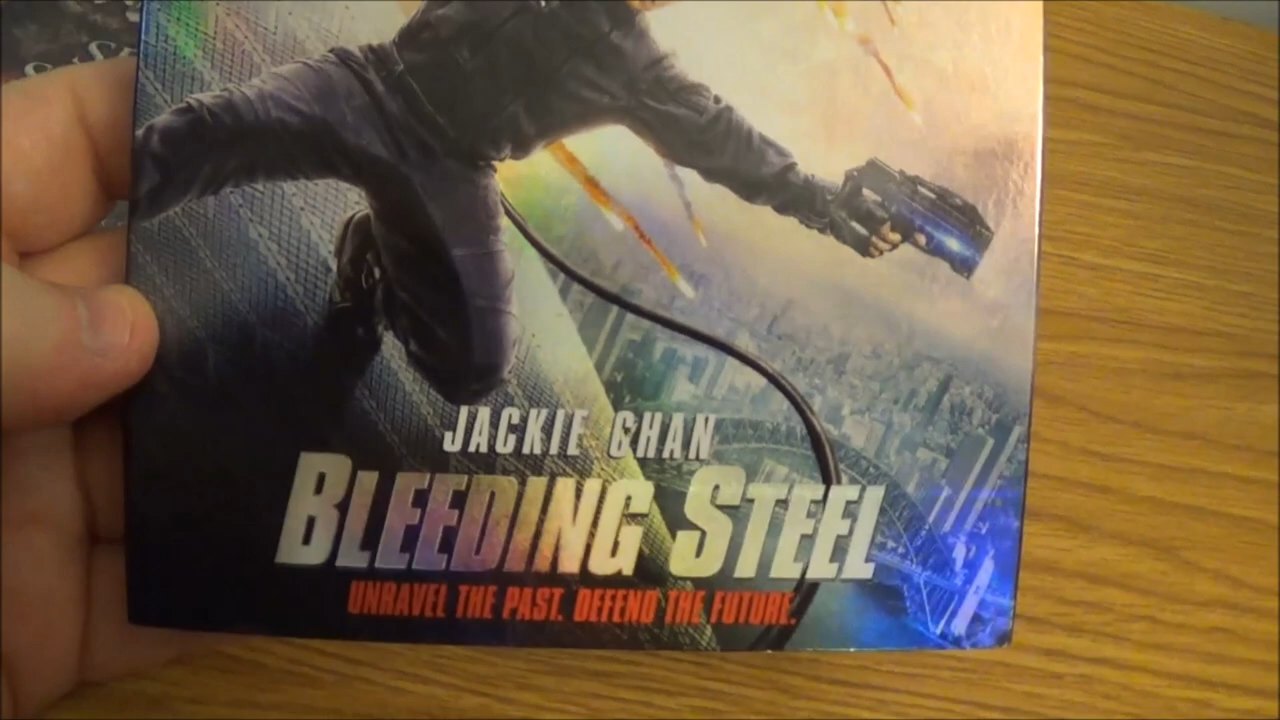 JACKIE CHAN
BLEEDING STEEL
UNRAVEL THE PAST. DEFEND THE FUTURE.